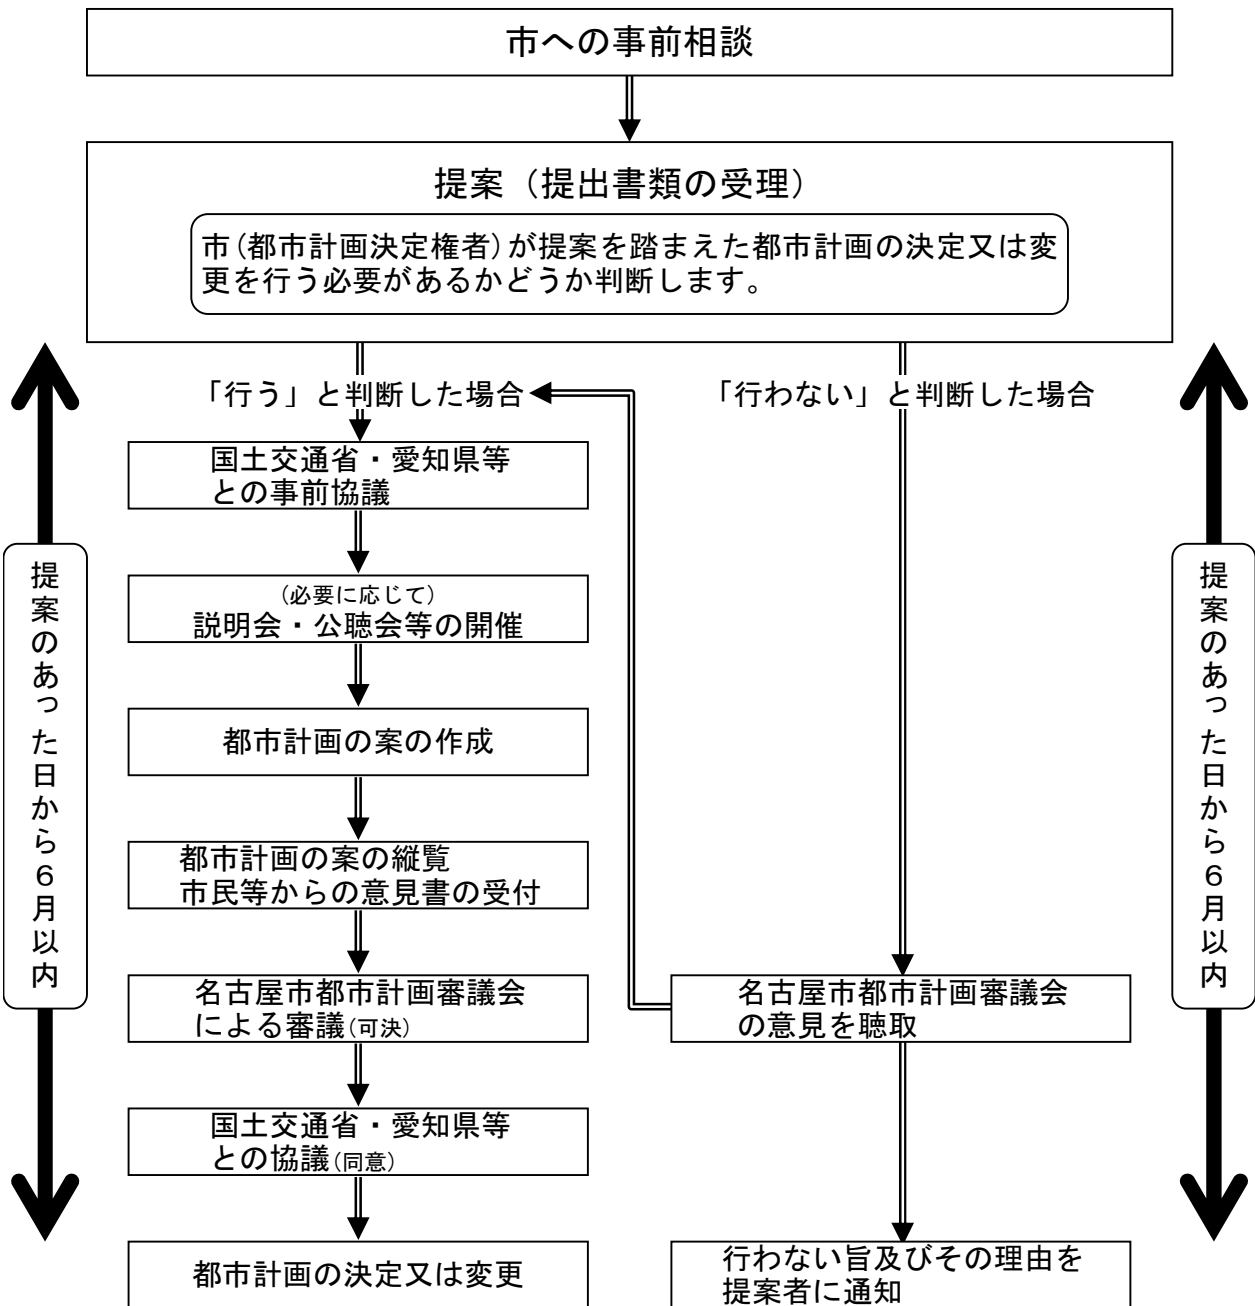 市への事前相談
提案（提出書類の受理）
市(都市計画決定権者)が提案を踏まえた都市計画の決定又は変
更を行う必要があるかどうか判断します。
「行う」と判断した場合
「行わない」と判断した場合
国土交通省・愛知県等
との事前協議
(必要に応じて)
説明会・公聴会等の開催
都市計画の案の作成
都市計画の案の縦覧
市民等からの意見書の受付
名古屋市都市計画審議会
による審議(可決)
名古屋市都市計画審議会
の意見を聴取
国土交通省・愛知県等
との協議(同意)
都市計画の決定又は変更
行わない旨及びその理由を
提案者に通知
提案のあった日から６月以内
提案のあった日から６月以内